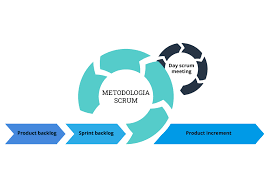 Day scrum
meeting
METODOLOGIA
SCRUM
Product backlog
Sprint backlog
Product increment